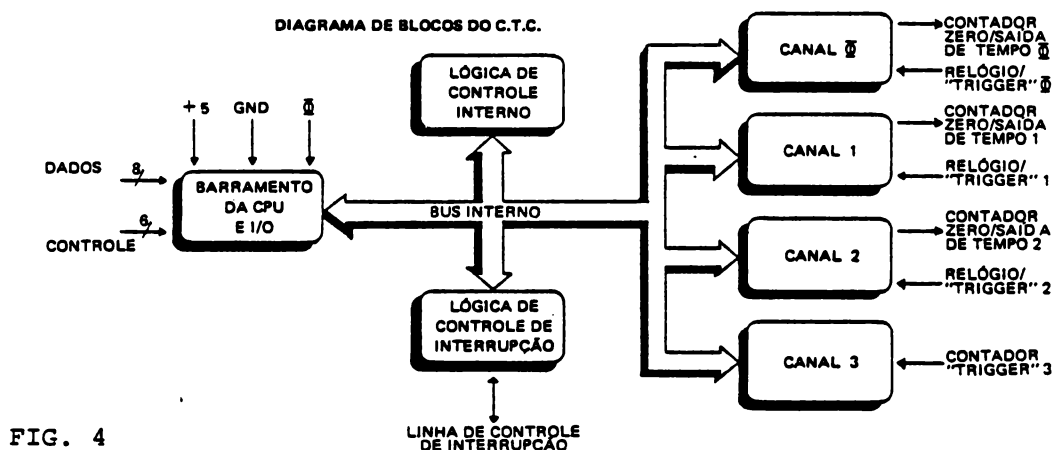 DIAGRAMA DE BLOCOS DO C.T.C.
LÓGICA DE
CONTROLE
INTERNO
+5 GND Φ
DADOS 8
6
CONTROLE
BARRAMENTO
DA CPU
E I/O
BUS INTERNO
LÓGICA DE
CONTROLE DE
INTERRUPÇÃO
LINHA DE CONTROLE
DE INTERRUPÇÃO
CANAL Φ
CONTADOR
ZERO/SAÍDA
DE TEMPO Φ
RELÓGIO/
"TRIGGER" Φ
CANAL 1
CONTADOR
ZERO/SAÍDA
DE TEMPO 1
RELÓGIO/
"TRIGGER" 1
CANAL 2
CONTADOR
ZERO/SAÍDA
DE TEMPO 2
RELÓGIO/
"TRIGGER" 2
CANAL 3
CONTADOR
"TRIGGER" 3
FIG. 4